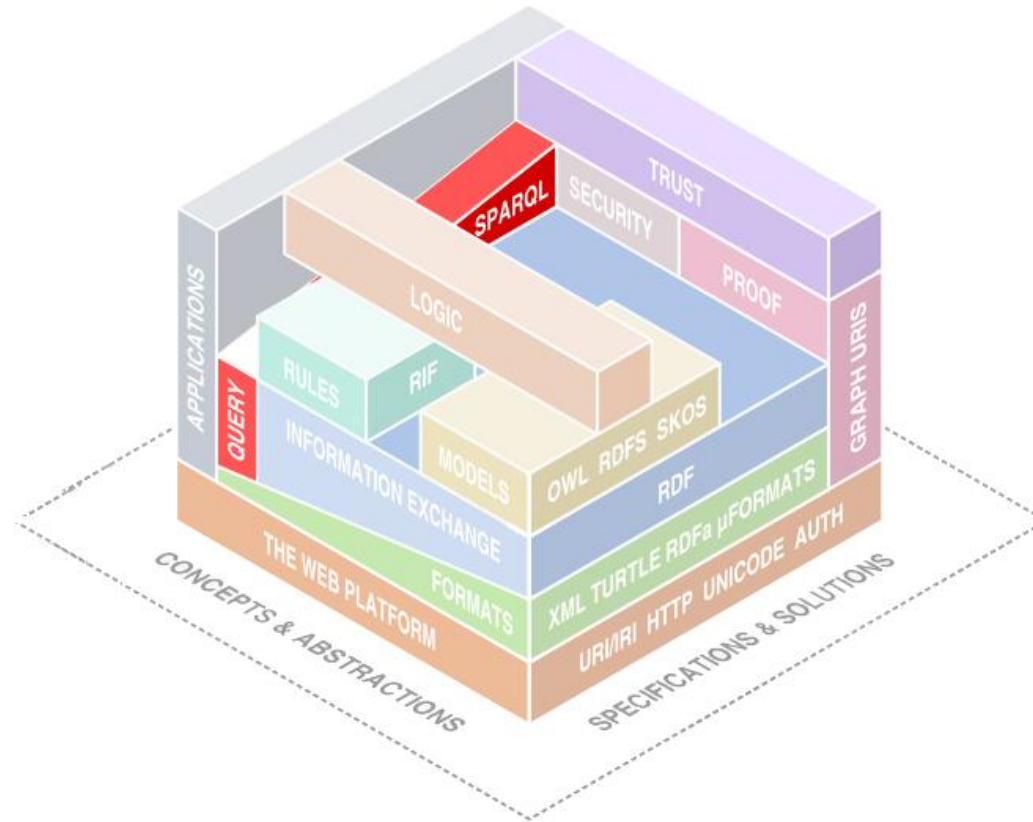 TRUST
SPARQL
SECURITY
PROOF
LOGIC
APPLICATIONS
GRAPH URIS
RULES
RIF
QUERY
INFORMATION EXCHANGE
MODELS
OWL RDFS SKOS
RDF
FORMATS
XML TURTLE RDFa µFORMATS
THE WEB PLATFORM
URI/IRI HTTP UNICODE AUTH
CONCEPTS & ABSTRACTIONS
SPECIFICATIONS & SOLUTIONS